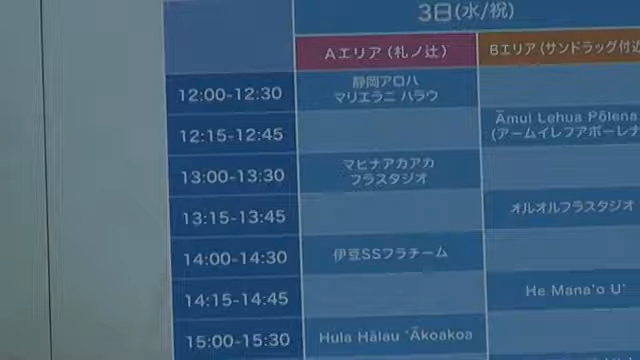 3日(水/祝)
Aエリア(札ノ辻)
Bエリア(サンドラッグ付近
12:00-12:30
静岡アロハ
マリエラニ ハラウ
12:15-12:45
Āmui Lehua Pōlena
(アームイレフアポーレナ
13:00-13:30
マヒナアカアカ
フラスタジオ
13:15-13:45
オルオルフラスタジオ
14:00-14:30
伊豆SSフラチーム
14:15-14:45
He Mana'o U'
15:00-15:30
Hula Hālau 'Ākoakoa